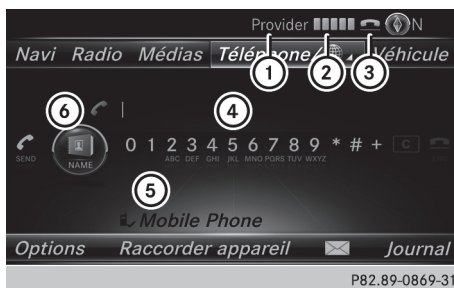 Provider N
1 2 3
Navi Radio Médias Téléphone/ Véhicule
6 4
SEND NAME 0 1 2 3 4 5 6 7 8 9 * # + C
ABC DEF GHI JKL MNO PQRS TUV WXYZ
5
Mobile Phone
Options Raccorder appareil Journal
P82.89-0869-31